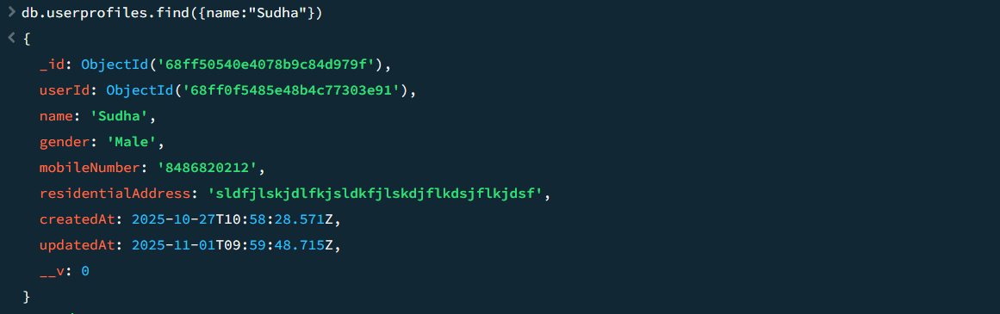 > db.userprofiles.find({name:"Sudha"})
< {
_id: ObjectId('68ff50540e4078b9c84d979f'),
userId: ObjectId('68ff0f5485e48b4c77303e91'),
name: 'Sudha',
gender: 'Male',
mobileNumber: '8486820212',
residentialAddress: 'sldfjlskjdlfkjsldkfjlskdjflkdsjflkjdsf',
createdAt: 2025-10-27T10:58:28.571Z,
updatedAt: 2025-11-01T09:59:48.715Z,
__v: 0
}